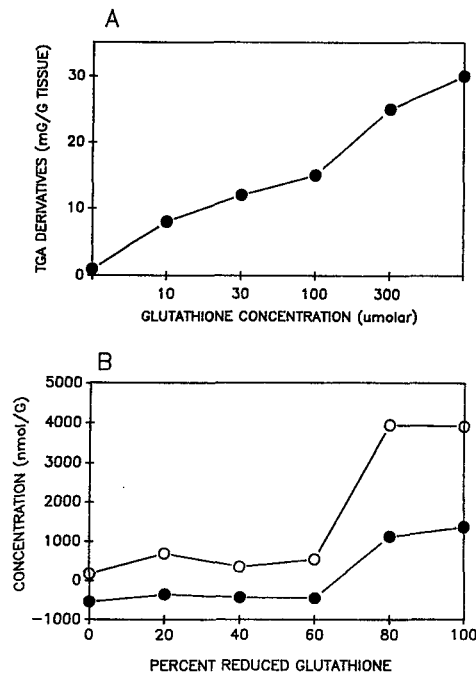 A
TGA DERIVATIVES (mG/G TISSUE)
30
20
10
0
10 30 100 300
GLUTATHIONE CONCENTRATION (umolar)
B
CONCENTRATION (nmol/G)
5000
4000
3000
2000
1000
0
-1000
0 20 40 60 80 100
PERCENT REDUCED GLUTATHIONE